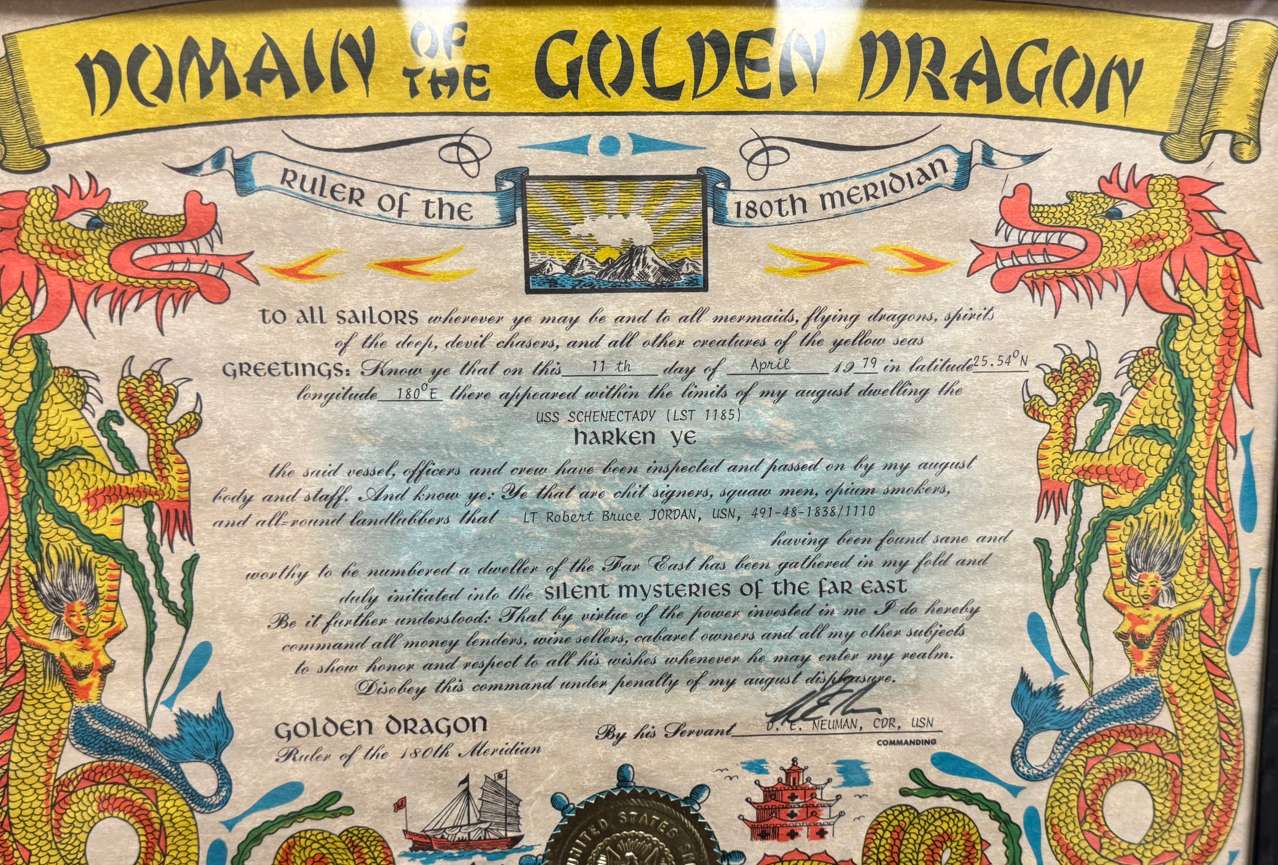 DOMAIN OF THE GOLDEN DRAGON
RULER OF THE 180TH MERIDIAN
TO ALL SAILORS wherever ye may be and to all mermaids, flying dragons, spirits
of the deep, devil chasers, and all other creatures of the yellow seas
GREETINGS: Know ye that on this 11 th day of April 19 79 in latitude 25.54°N
longitude 180°E there appeared within the limits of my august dwelling the
USS SCHENECTADY (LST 1185)
HARKEN YE
the said vessel, officers and crew have been inspected and passed on by my august
body and staff. And know ye: Ye that are chit signers, squaw men, opium smokers,
and all-round landlubbers that LT Robert Bruce JORDAN, USN, 491-48-1838/1110
having been found sane and
worthy to be numbered a dweller of the Far East has been gathered in my fold and
duly initiated into the SILENT MYSTERIES OF THE FAR EAST
Be it further understood: That by virtue of the power invested in me I do hereby
command all money lenders, wine sellers, cabaret owners and all my other subjects
to show honor and respect to all his wishes whenever he may enter my realm.
Disobey this command under penalty of my august displeasure.
GOLDEN DRAGON
Ruler of the 180th Meridian
By his Servant D. E. NEUMAN, CDR, USN
COMMANDING
UNITED STATES